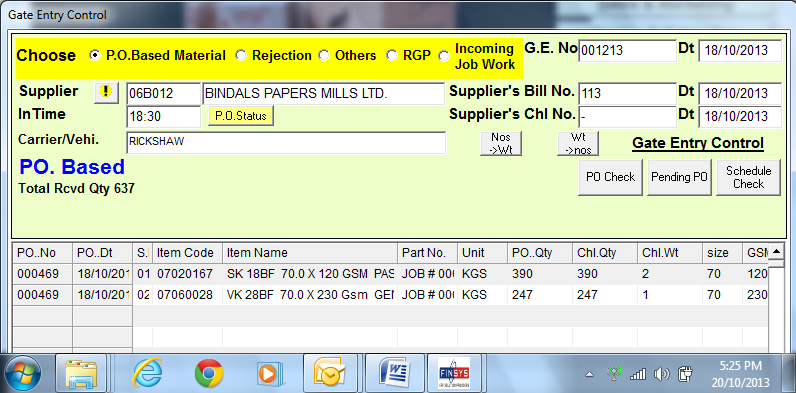 Gate Entry Control
Choose P.O.Based Material Rejection Others RGP Incoming Job Work G.E. No 001213 Dt 18/10/2013
Supplier ! 06B012 BINDALS PAPERS MILLS LTD. Supplier's Bill No. 113 Dt 18/10/2013
InTime 18:30 P.O.Status Supplier's Chl No. - Dt 18/10/2013
Carrier/Vehi. RICKSHAW Nos ->Wt Wt ->nos Gate Entry Control
PO. Based PO Check Pending PO Schedule Check
Total Rcvd Qty 637
PO..No PO..Dt S. Item Code Item Name Part No. Unit PO..Qty Chl.Qty Chl.Wt size GSM
000469 18/10/201 01 07020167 SK 18BF 70.0 X 120 GSM PAS JOB # 000 KGS 390 390 2 70 120
000469 18/10/201 02 07060028 VK 28BF 70.0 X 230 Gsm GEN JOB # 000 KGS 247 247 1 70 230
FINSYS
5:25 PM
20/10/2013